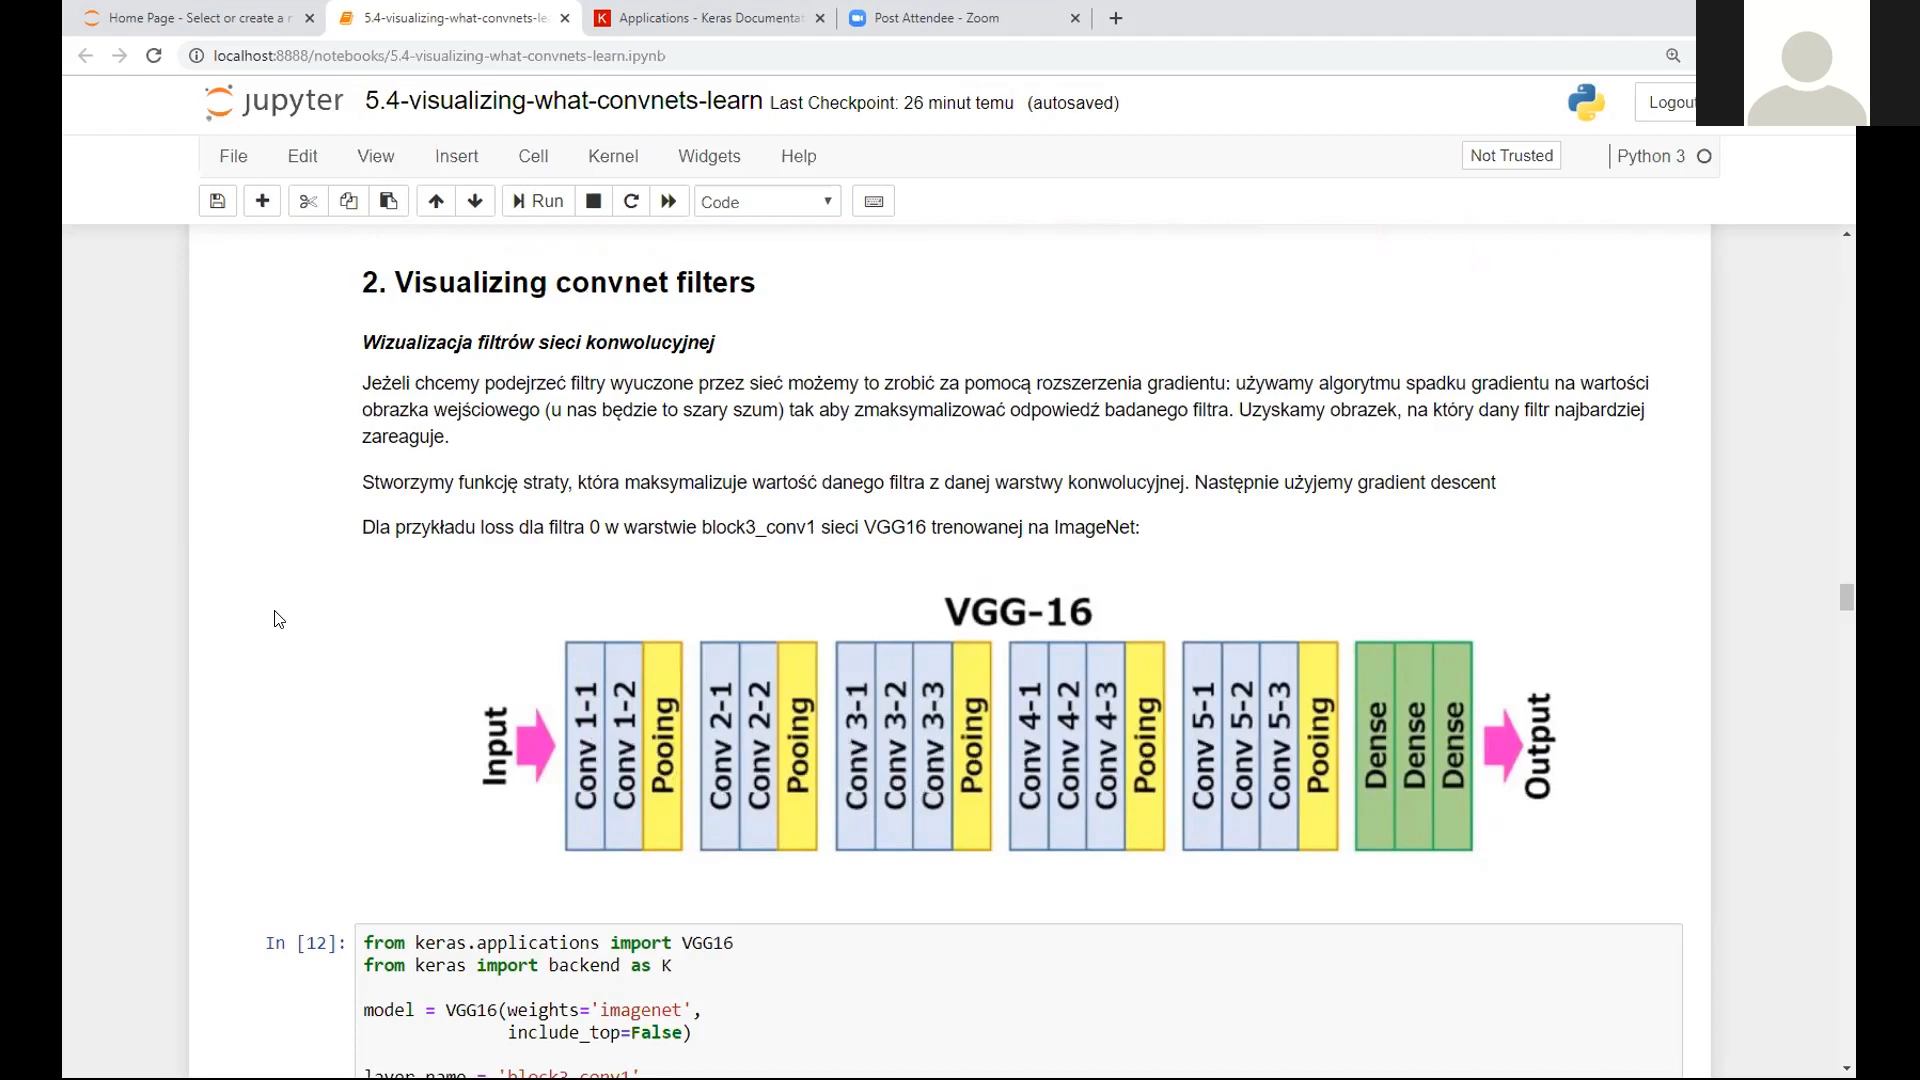 Home Page - Select or create a n
5.4-visualizing-what-convnets-le
Applications - Keras Documentat
Post Attendee - Zoom
localhost:8888/notebooks/5.4-visualizing-what-convnets-learn.ipynb
jupyter 5.4-visualizing-what-convnets-learn Last Checkpoint: 26 minut temu (autosaved)
Logout
File Edit View Insert Cell Kernel Widgets Help
Not Trusted
Python 3
Run
Code
2. Visualizing convnet filters
Wizualizacja filtrów sieci konwolucyjnej
Jeżeli chcemy podejrzeć filtry wyuczone przez sieć możemy to zrobić za pomocą rozszerzenia gradientu: używamy algorytmu spadku gradientu na wartości
obrazka wejściowego (u nas będzie to szary szum) tak aby zmaksymalizować odpowiedź badanego filtra. Uzyskamy obrazek, na który dany filtr najbardziej
zareaguje.
Stworzymy funkcję straty, która maksymalizuje wartość danego filtra z danej warstwy konwolucyjnej. Następnie użyjemy gradient descent
Dla przykładu loss dla filtra 0 w warstwie block3_conv1 sieci VGG16 trenowanej na ImageNet:
VGG-16
Input
Conv 1-1
Conv 1-2
Pooing
Conv 2-1
Conv 2-2
Pooing
Conv 3-1
Conv 3-2
Conv 3-3
Pooing
Conv 4-1
Conv 4-2
Conv 4-3
Pooing
Conv 5-1
Conv 5-2
Conv 5-3
Pooing
Dense
Dense
Dense
Output
In [12]:
from keras.applications import VGG16
from keras import backend as K
model = VGG16(weights='imagenet',
include_top=False)
layer_name = 'block3_conv1'